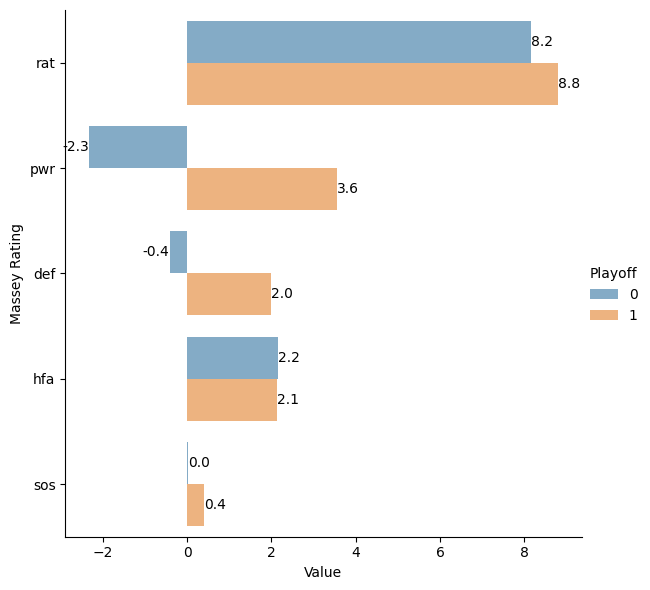 rat
8.2
8.8
pwr
-2.3
3.6
def
-0.4
2.0
hfa
2.2
2.1
sos
0.0
0.4
Massey Rating
−2
0
2
4
6
8
Value
Playoff
0
1